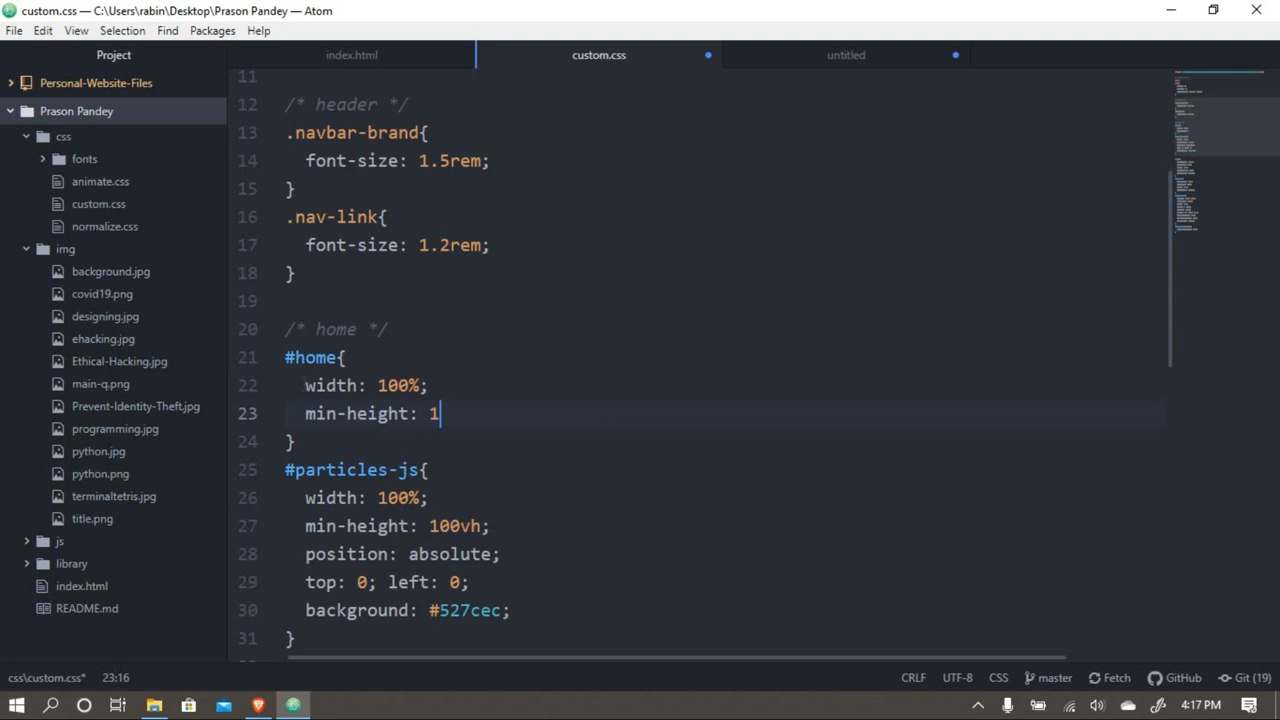 custom.css — C:\Users\rabin\Desktop\Prason Pandey — Atom
File Edit View Selection Find Packages Help
Project
index.html custom.css untitled
Personal-Website-Files
Prason Pandey
css
fonts
animate.css
custom.css
normalize.css
img
background.jpg
covid19.png
designing.jpg
ehacking.jpg
Ethical-Hacking.jpg
main-q.png
Prevent-Identity-Theft.jpg
programming.jpg
python.jpg
python.png
terminaltetris.jpg
title.png
js
library
index.html
README.md
11
12 /* header */
13 .navbar-brand{
14 font-size: 1.5rem;
15 }
16 .nav-link{
17 font-size: 1.2rem;
18 }
19
20 /* home */
21 #home{
22 width: 100%;
23 min-height: 1
24 }
25 #particles-js{
26 width: 100%;
27 min-height: 100vh;
28 position: absolute;
29 top: 0; left: 0;
30 background: #527cec;
31 }
css\custom.css* 23:16 CRLF UTF-8 CSS master Fetch GitHub Git (19)
4:17 PM